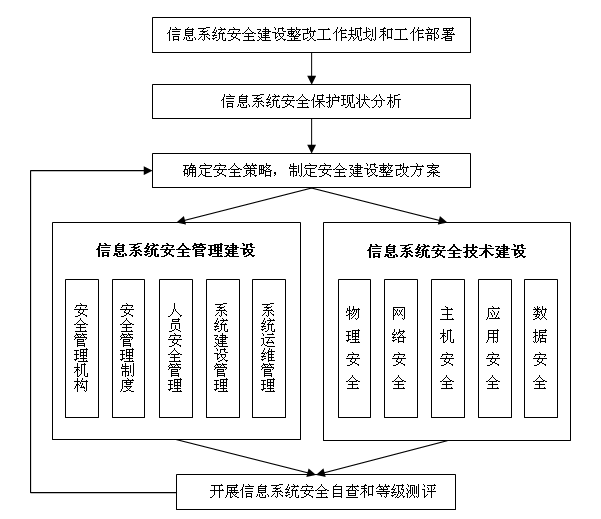 信息系统安全建设整改工作规划和工作部署
信息系统安全保护现状分析
确定安全策略，制定安全建设整改方案
信息系统安全管理建设
安全管理机构
安全管理制度
人员安全管理
系统建设管理
系统运维管理
信息系统安全技术建设
物理安全
网络安全
主机安全
应用安全
数据安全
开展信息系统安全自查和等级测评